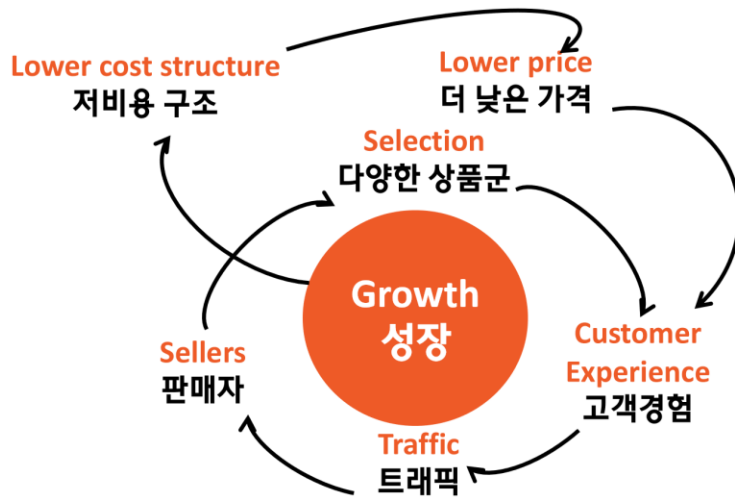 Lower cost structure
저비용 구조
Lower price
더 낮은 가격
Selection
다양한 상품군
Growth
성장
Sellers
판매자
Customer
Experience
고객경험
Traffic
트래픽